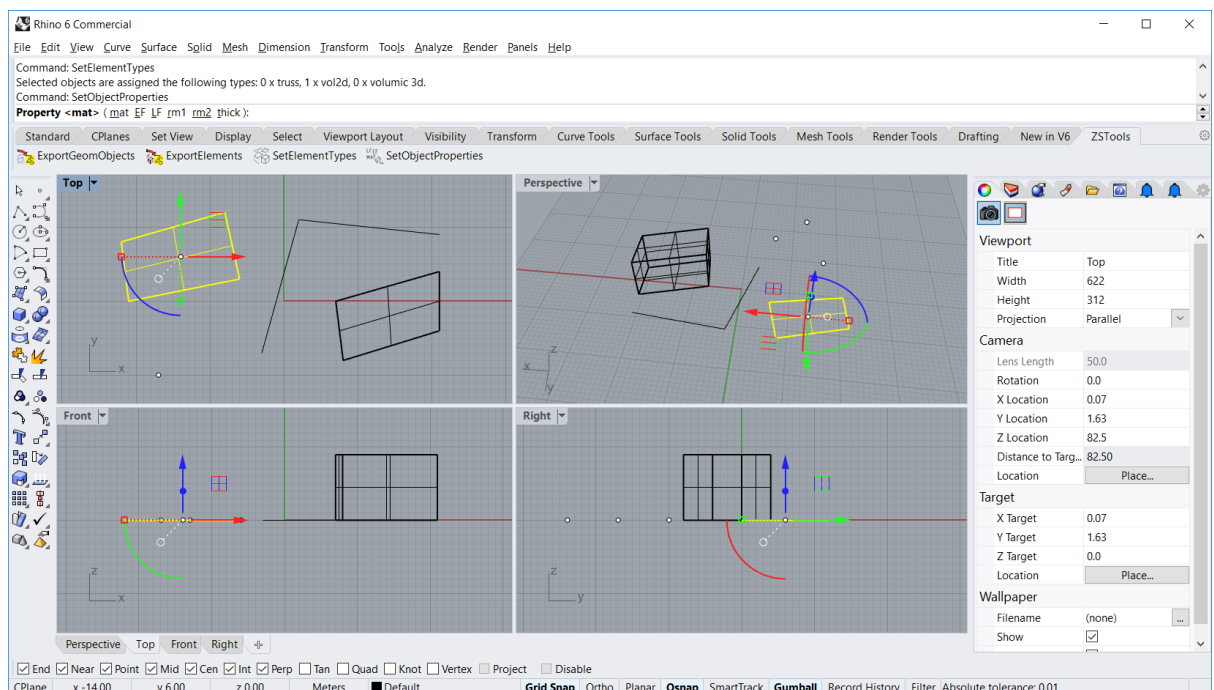 Rhino 6 Commercial
File Edit View Curve Surface Solid Mesh Dimension Transform Tools Analyze Render Panels Help
Command: SetElementTypes
Selected objects are assigned the following types: 0 x truss, 1 x vol2d, 0 x volumic 3d.
Command: SetObjectProperties
Property <mat> ( mat EF LF rm1 rm2 thick ):
Standard CPlanes Set View Display Select Viewport Layout Visibility Transform Curve Tools Surface Tools Solid Tools Mesh Tools Render Tools Drafting New in V6 ZSTools
ExportGeomObjects ExportElements SetElementTypes SetObjectProperties
Top
y
x
Perspective
z
x
y
Front
z
x
Right
z
y
Viewport
Title Top
Width 622
Height 312
Projection Parallel
Camera
Lens Length 50.0
Rotation 0.0
X Location 0.07
Y Location 1.63
Z Location 82.5
Distance to Targ... 82.50
Location Place...
Target
X Target 0.07
Y Target 1.63
Z Target 0.0
Location Place...
Wallpaper
Filename (none) ...
Show
Perspective Top Front Right
End Near Point Mid Cen Int Perp Tan Quad Knot Vertex Project Disable
CPlane x -14.00 y 6.00 z 0.00 Meters Default Grid Snap Ortho Planar Osnap SmartTrack Gumball Record History Filter Absolute tolerance: 0.01